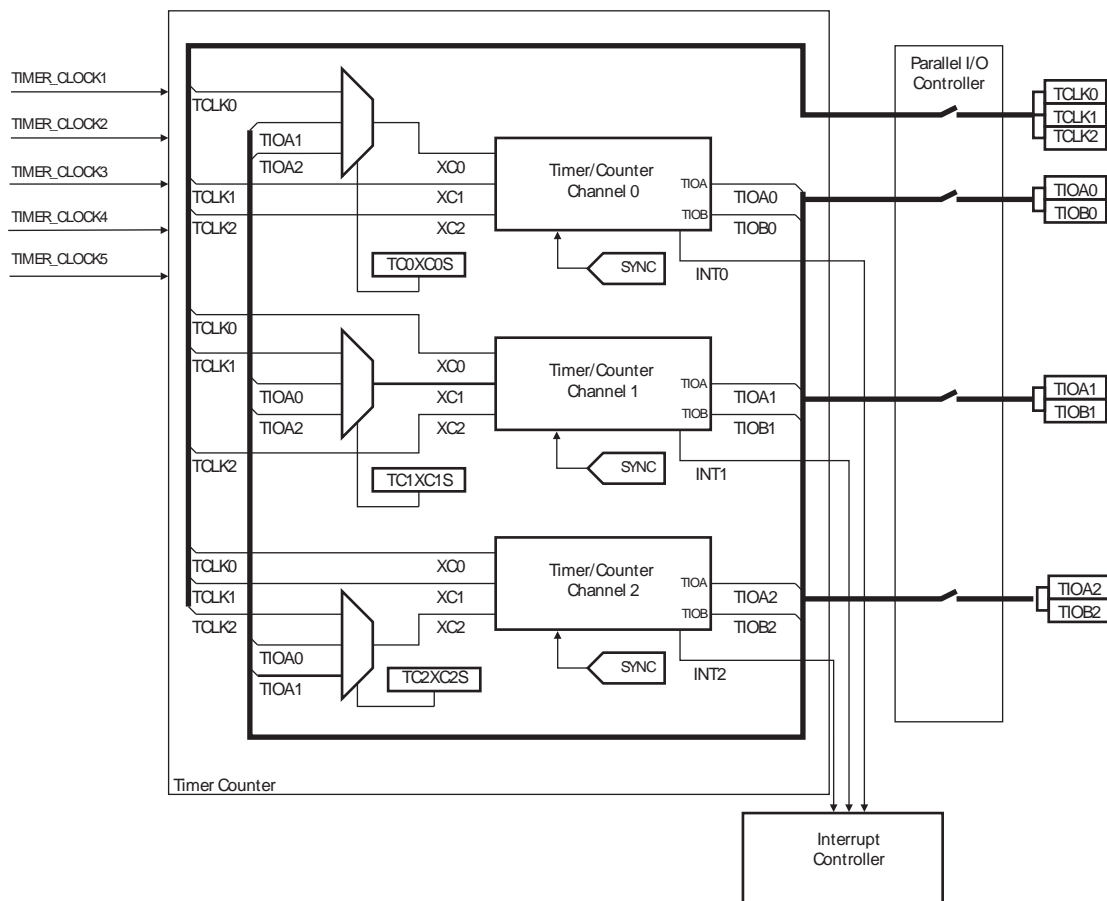 TIMER_CLOCK1
TIMER_CLOCK2
TIMER_CLOCK3
TIMER_CLOCK4
TIMER_CLOCK5
TCLK0
TIOA1
TIOA2
TCLK1
TCLK2
XC0
XC1
XC2
TC0XC0S
Timer/Counter
Channel 0
TIOA
TIOB
TIOA0
TIOB0
SYNC
INT0
TCLK0
TCLK1
TIOA0
TIOA2
TCLK2
XC0
XC1
XC2
TC1XC1S
Timer/Counter
Channel 1
TIOA
TIOB
TIOA1
TIOB1
SYNC
INT1
TCLK0
TCLK1
TCLK2
TIOA0
TIOA1
XC0
XC1
XC2
TC2XC2S
Timer/Counter
Channel 2
TIOA
TIOB
TIOA2
TIOB2
SYNC
INT2
Timer Counter
Parallel I/O
Controller
TCLK0
TCLK1
TCLK2
TIOA0
TIOB0
TIOA1
TIOB1
TIOA2
TIOB2
Interrupt
Controller